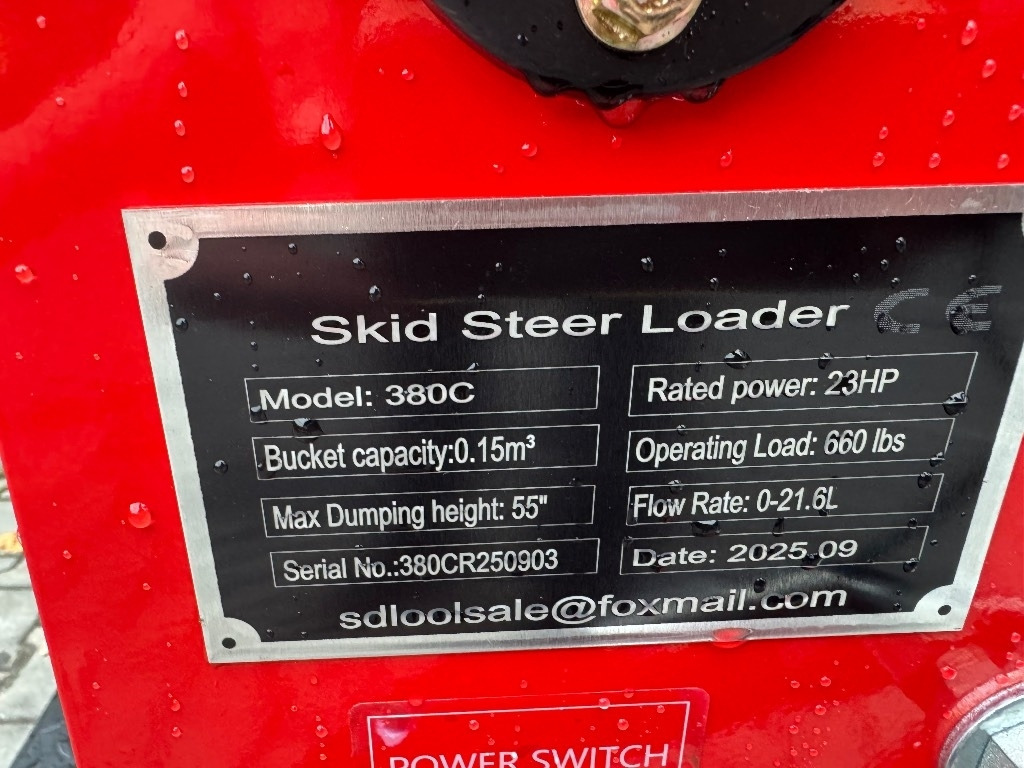 Skid Steer Loader CE
Model: 380C
Rated power: 23HP
Bucket capacity:0.15m³
Operating Load: 660 lbs
Max Dumping height: 55"
Flow Rate: 0-21.6L
Serial No.:380CR250903
Date: 2025.09
sdloolsale@foxmail.com
POWER SWITCH